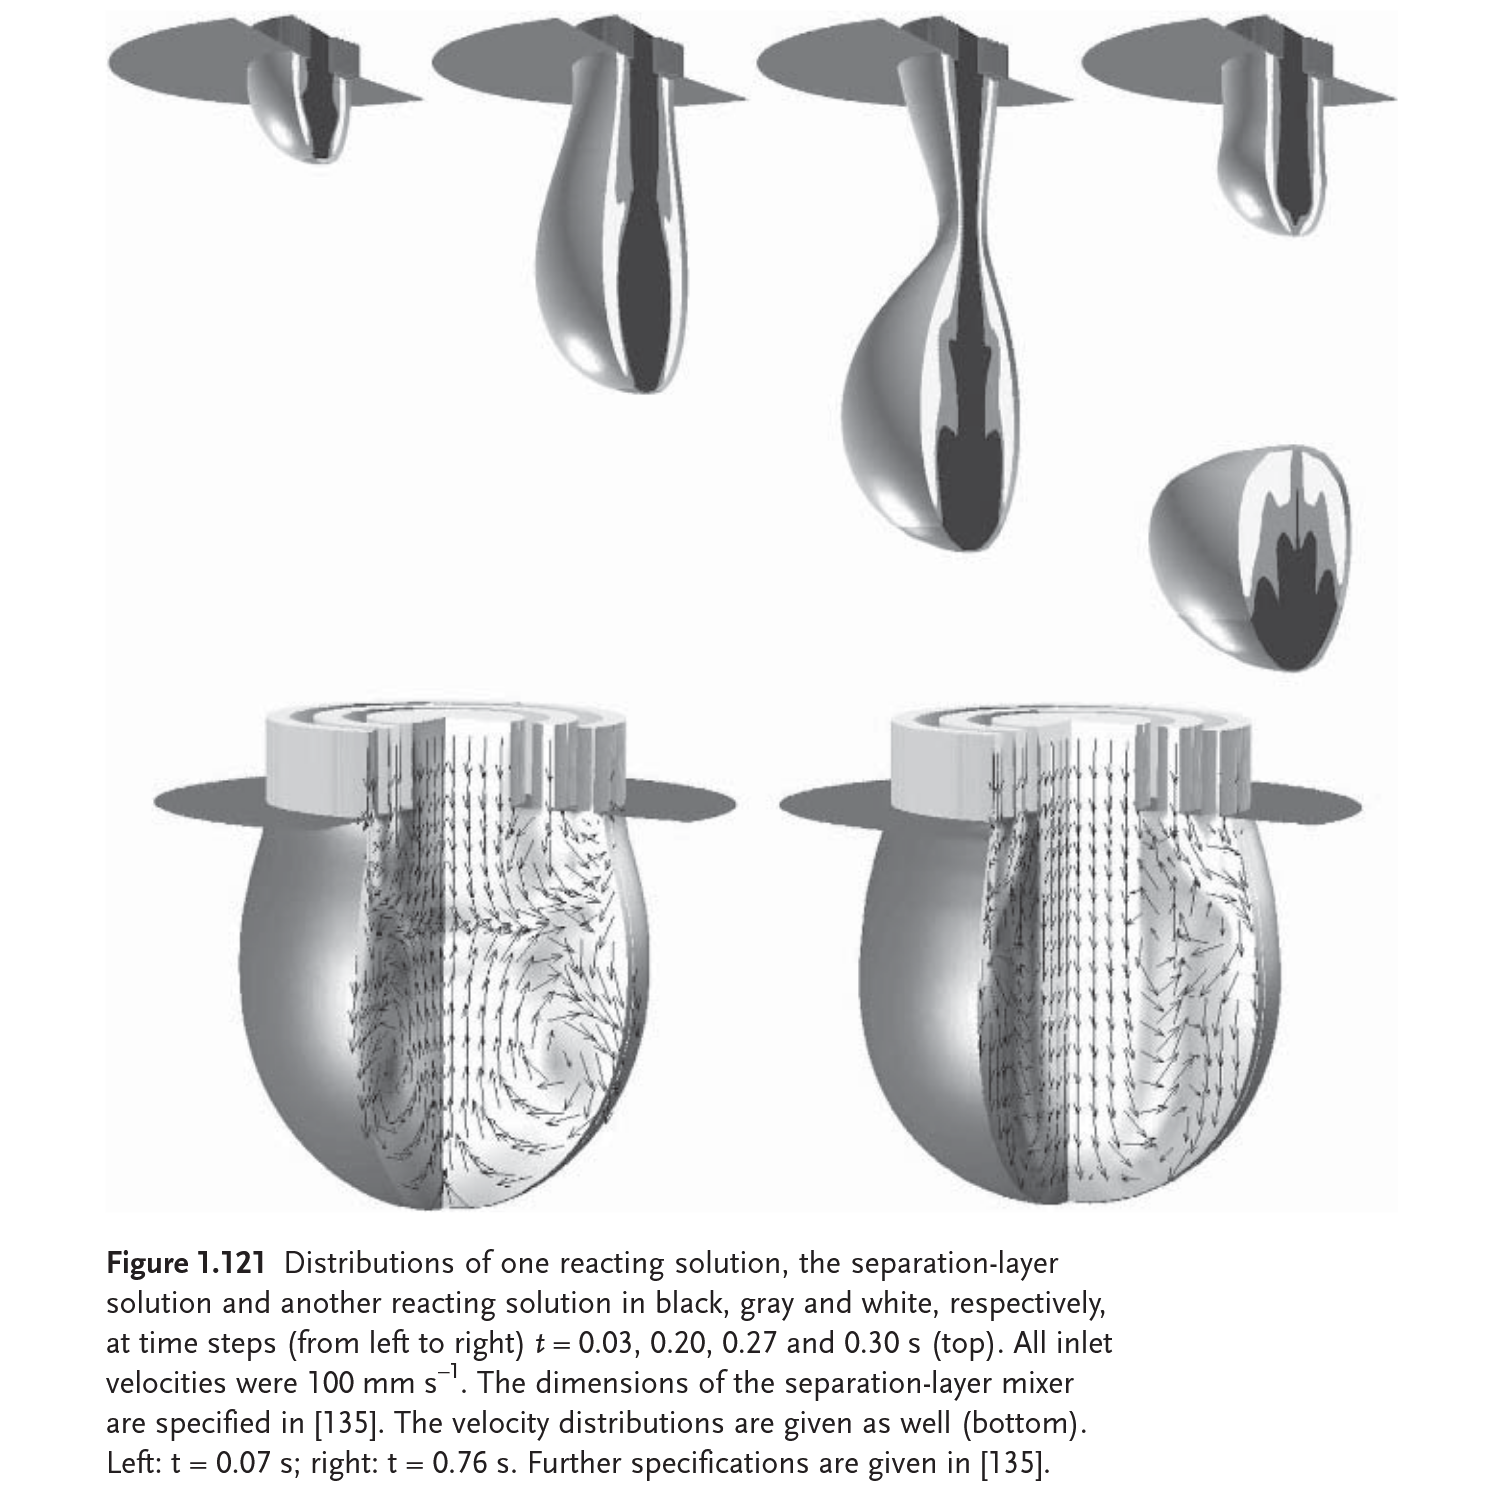 Figure 1.121 Distributions of one reacting solution, the separation-layer
solution and another reacting solution in black, gray and white, respectively,
at time steps (from left to right) t = 0.03, 0.20, 0.27 and 0.30 s (top). All inlet
velocities were 100 mm s⁻¹. The dimensions of the separation-layer mixer
are specified in [135]. The velocity distributions are given as well (bottom).
Left: t = 0.07 s; right: t = 0.76 s. Further specifications are given in [135].